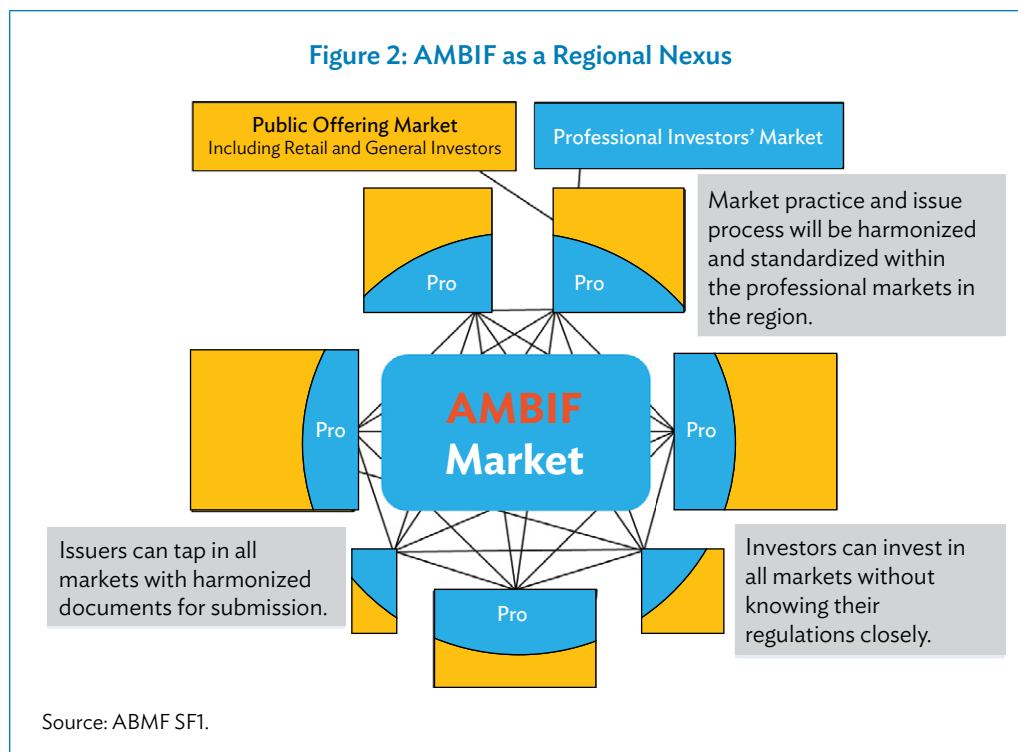 Figure 2: AMBIF as a Regional Nexus
Public Offering Market
Including Retail and General Investors
Professional Investors’ Market
Market practice and issue
process will be harmonized
and standardized within
the professional markets in
the region.
Pro
Pro
Pro
AMBIF
Market
Pro
Issuers can tap in all
markets with harmonized
documents for submission.
Investors can invest in
all markets without
knowing their
regulations closely.
Pro
Source: ABMF SF1.